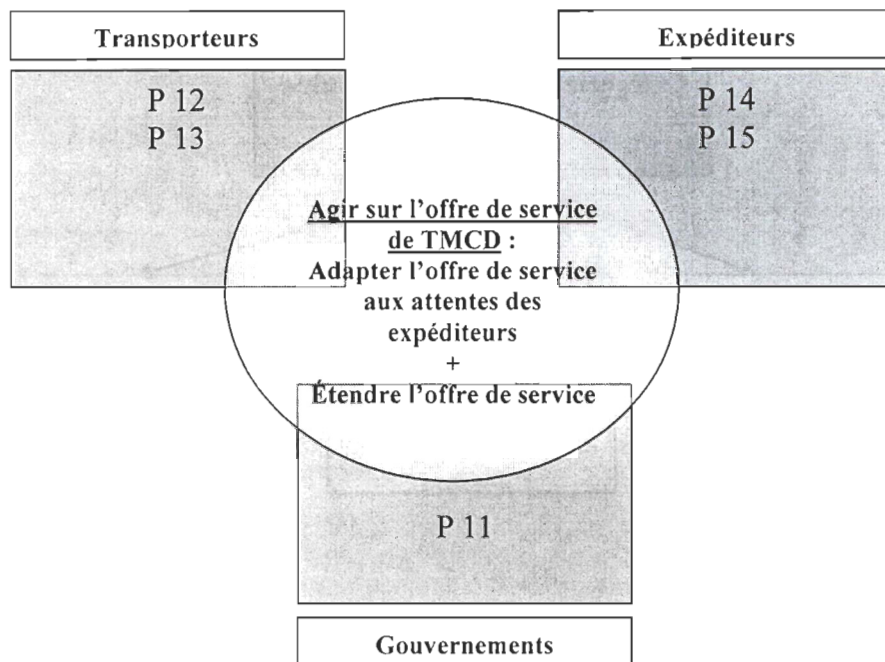 Transporteurs
Expéditeurs
P 12
P 13
P 14
P 15
Agir sur l'offre de service
de TMCD :
Adapter l'offre de service
aux attentes des
expéditeurs
+
Étendre l'offre de service
P 11
Gouvernements